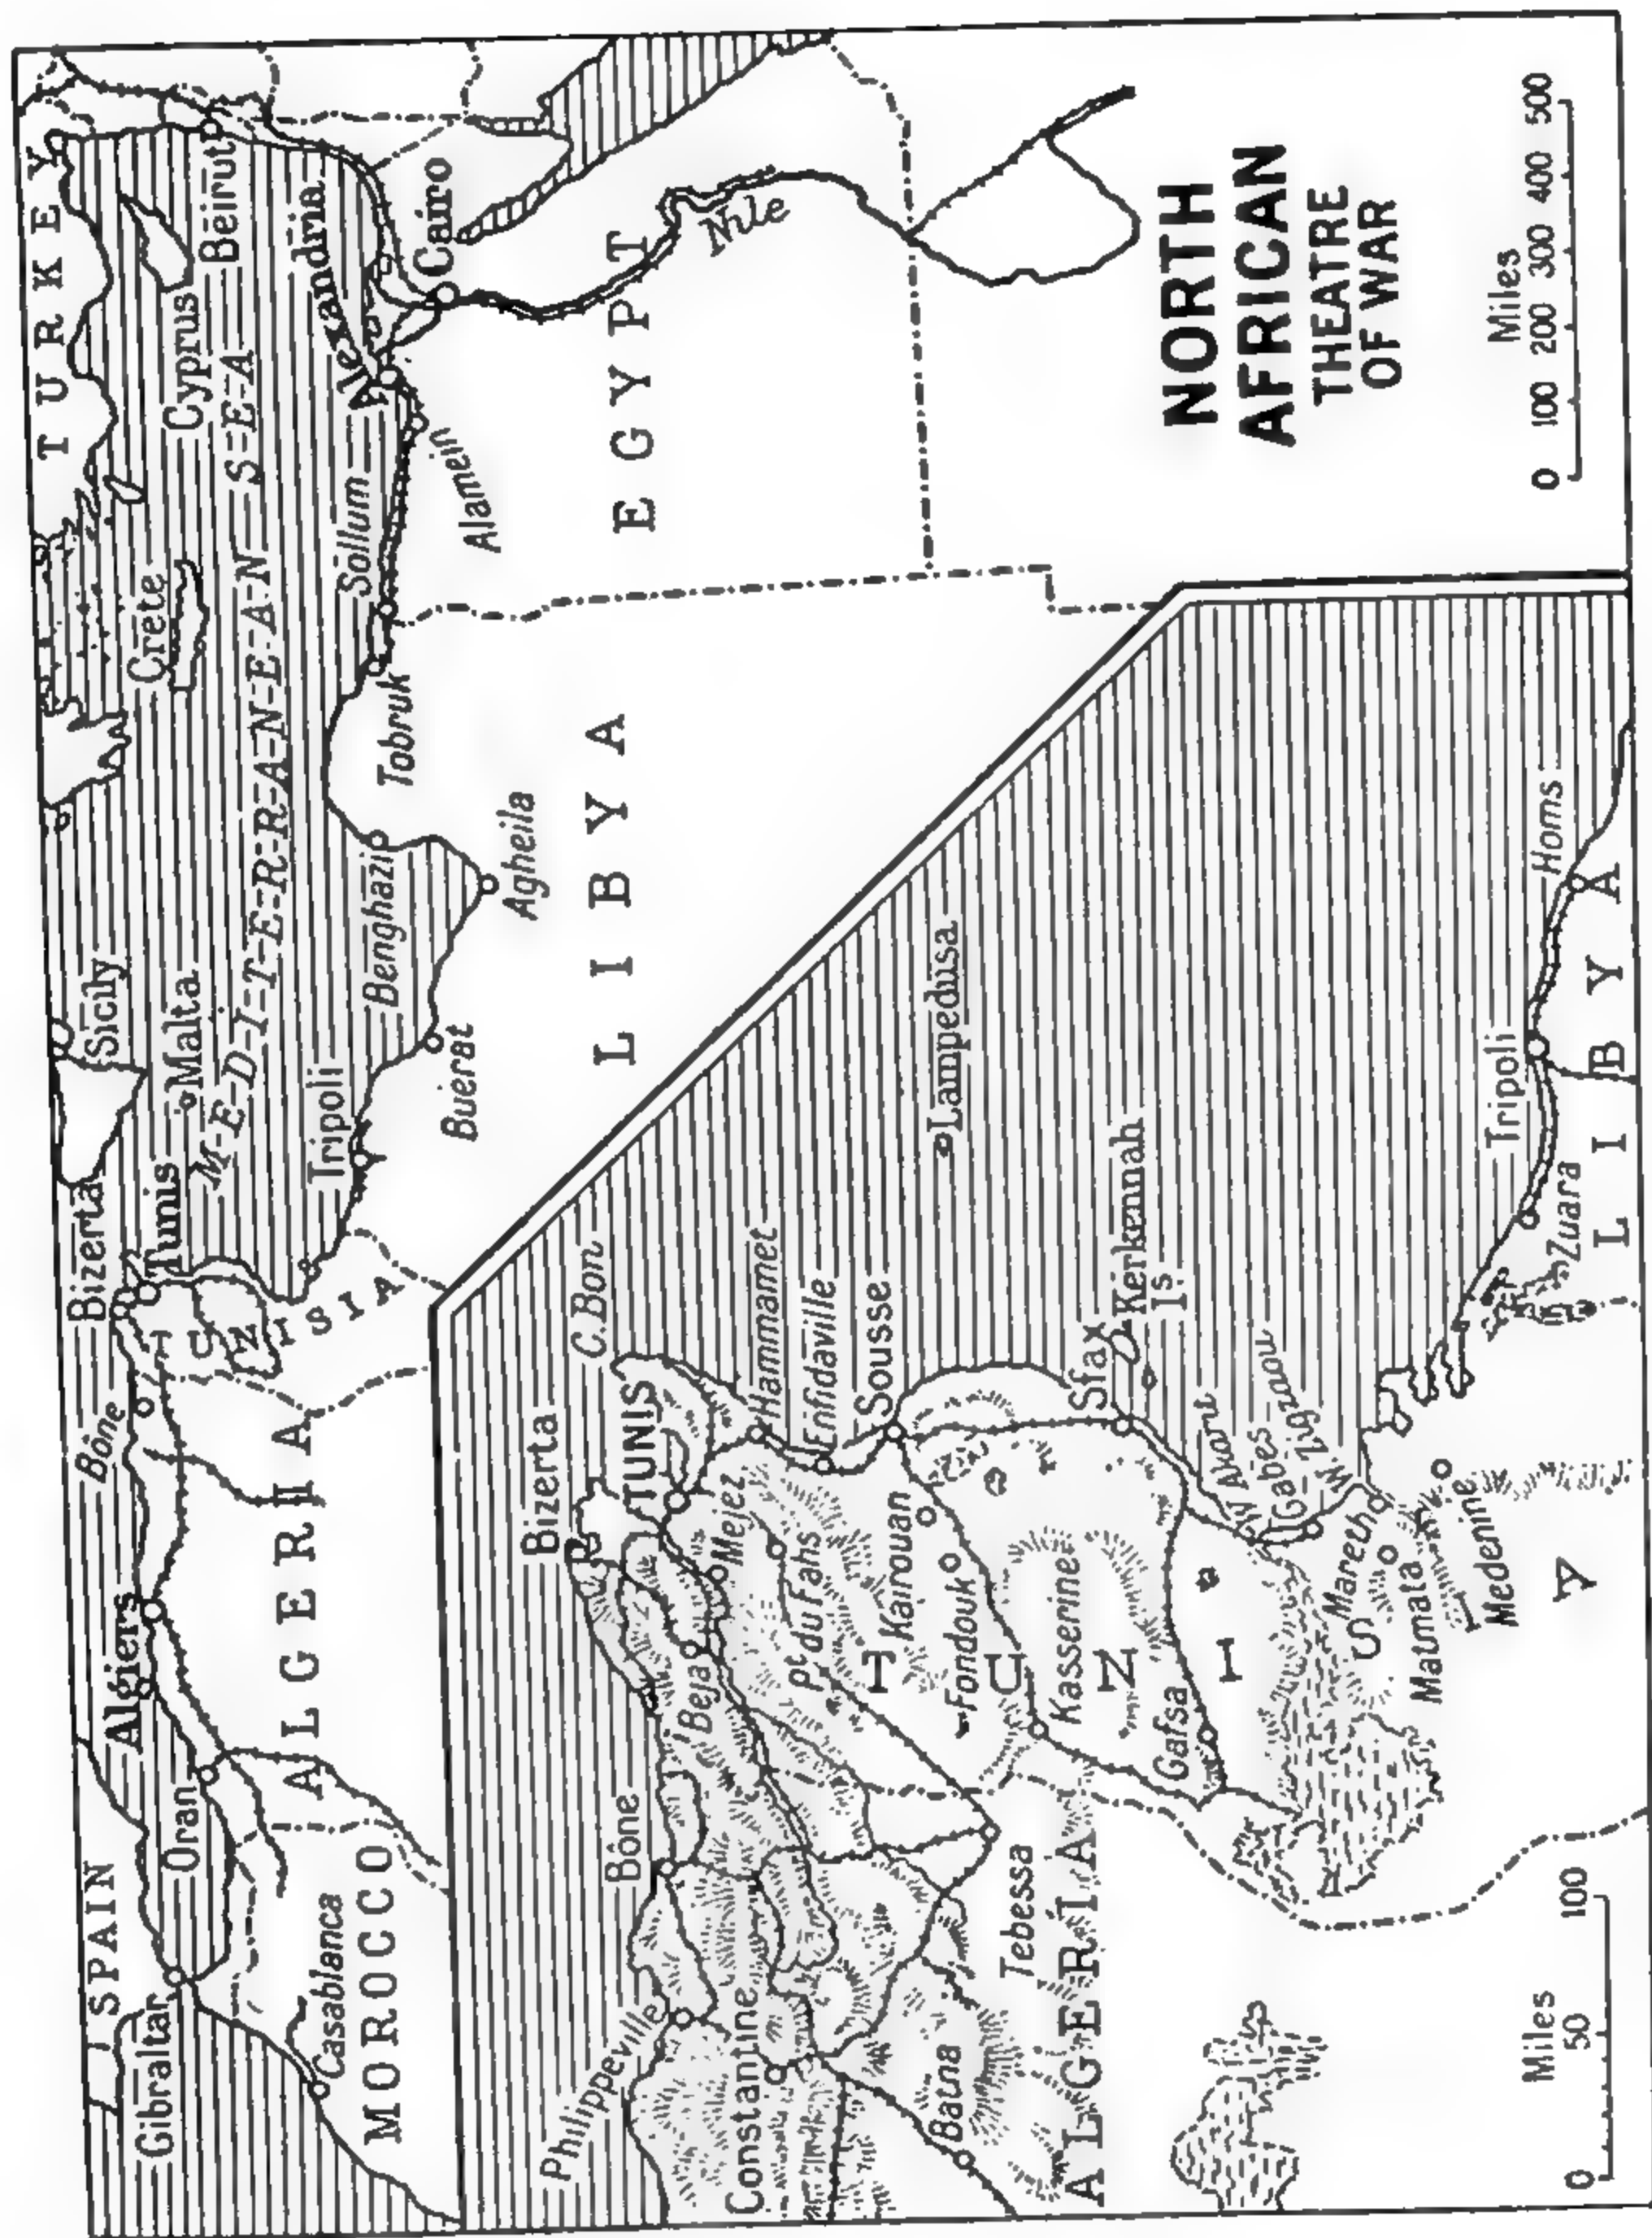 NORTH
AFRICAN
THEATRE
OF WAR
Miles
0 100 200 300 400 500
SPAIN
TURKEY
Gibraltar
Oran
Algiers
Bône
Bizerta
Tunis
Sicily
Malta
Crete
Cyprus
Beirut
MEDITERRANEAN SEA
Casablanca
MOROCCO
ALGERIA
TUNISIA
Tripoli
Buerat
Benghazi
Agheila
Tobruk
Sollum
Alamein
Alexandria
Cairo
Nile
LIBYA
EGYPT
Philippeville
Bône
Bizerta
C. Bon
TUNIS
Constantine
Beja
Mejez
Hammamet
Pt. du Fahs
Enfidaville
Sousse
Kairouan
Fondouk
Lampedusa
Batna
Tebessa
Kasserine
Sfax
Kerkennah
Is.
Gafsa
W. Akarit
Gabes
W. Zigzaou
Mareth
Matmata
Medenine
ALGERIA
TUNISIA
Zuara
Tripoli
Homs
LIBYA
Miles
0 50 100